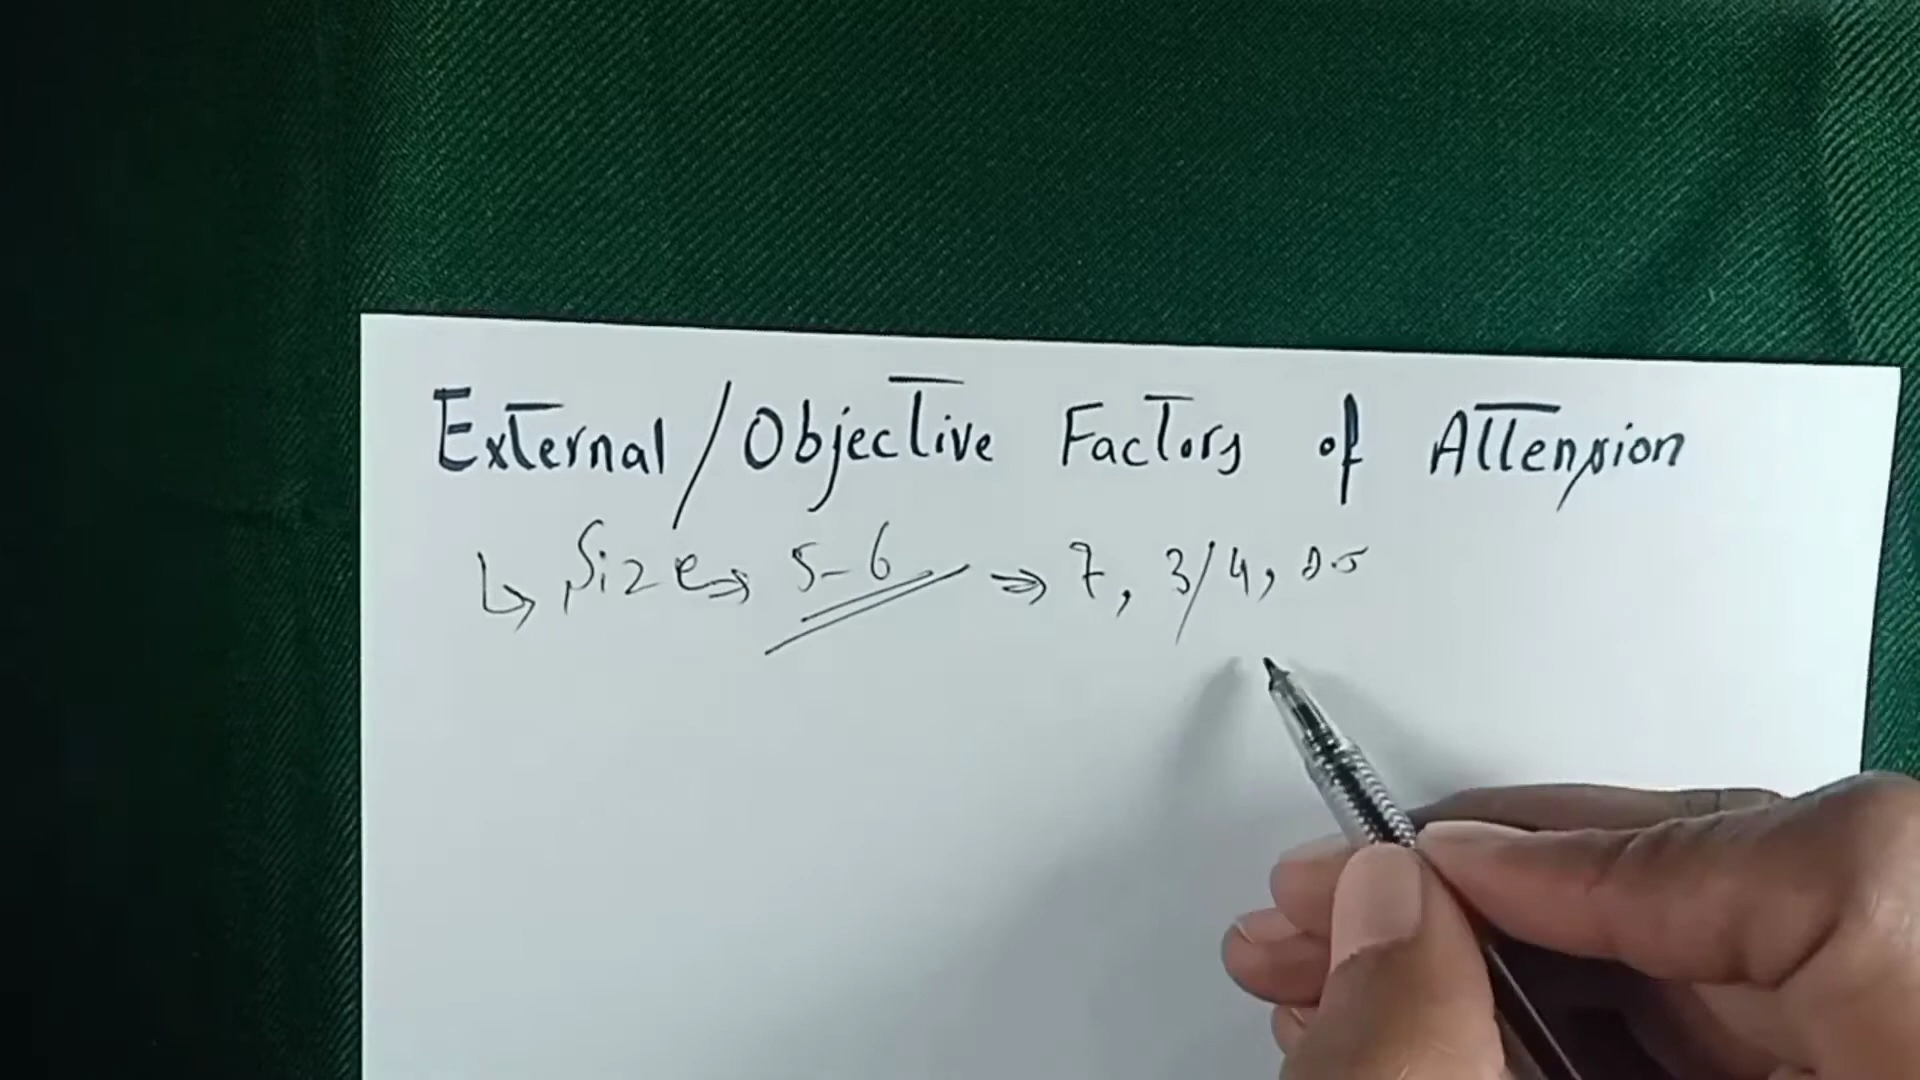 External/Objective Factors of Attension
↳ Size → 5-6 ⇒ 7, 3/4,